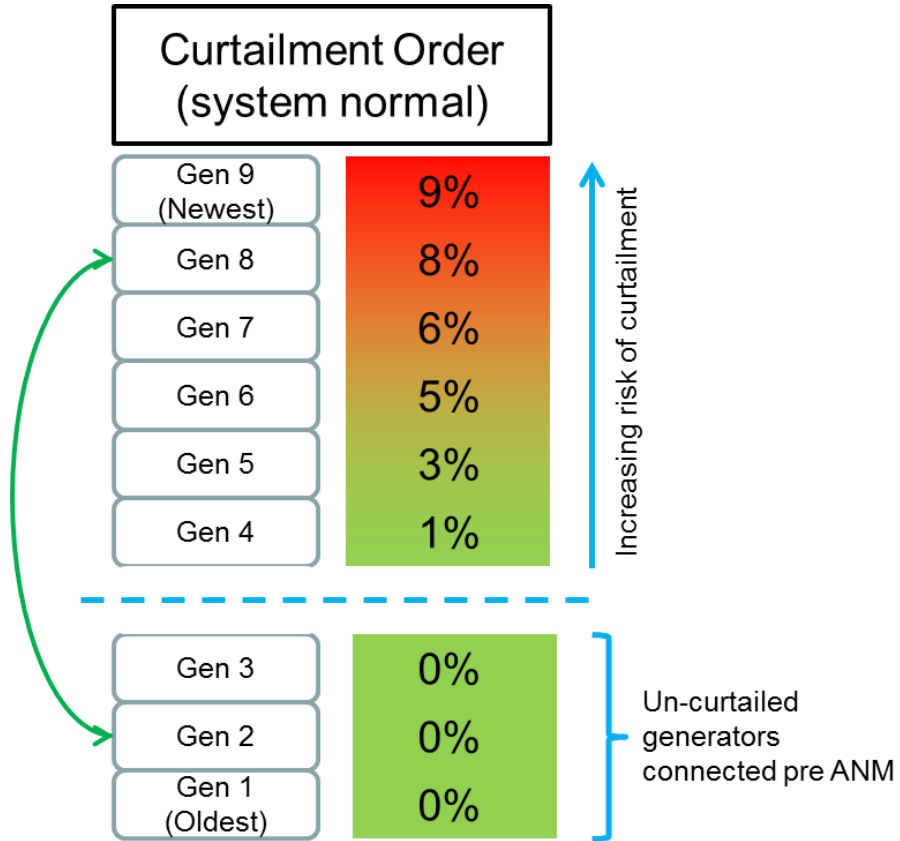 Curtailment Order
(system normal)
Gen 9
(Newest)
9%
Gen 8
8%
Gen 7
6%
Gen 6
5%
Gen 5
3%
Gen 4
1%
Increasing risk of curtailment
Gen 3
0%
Gen 2
0%
Gen 1
(Oldest)
0%
Un-curtailed
generators
connected pre ANM